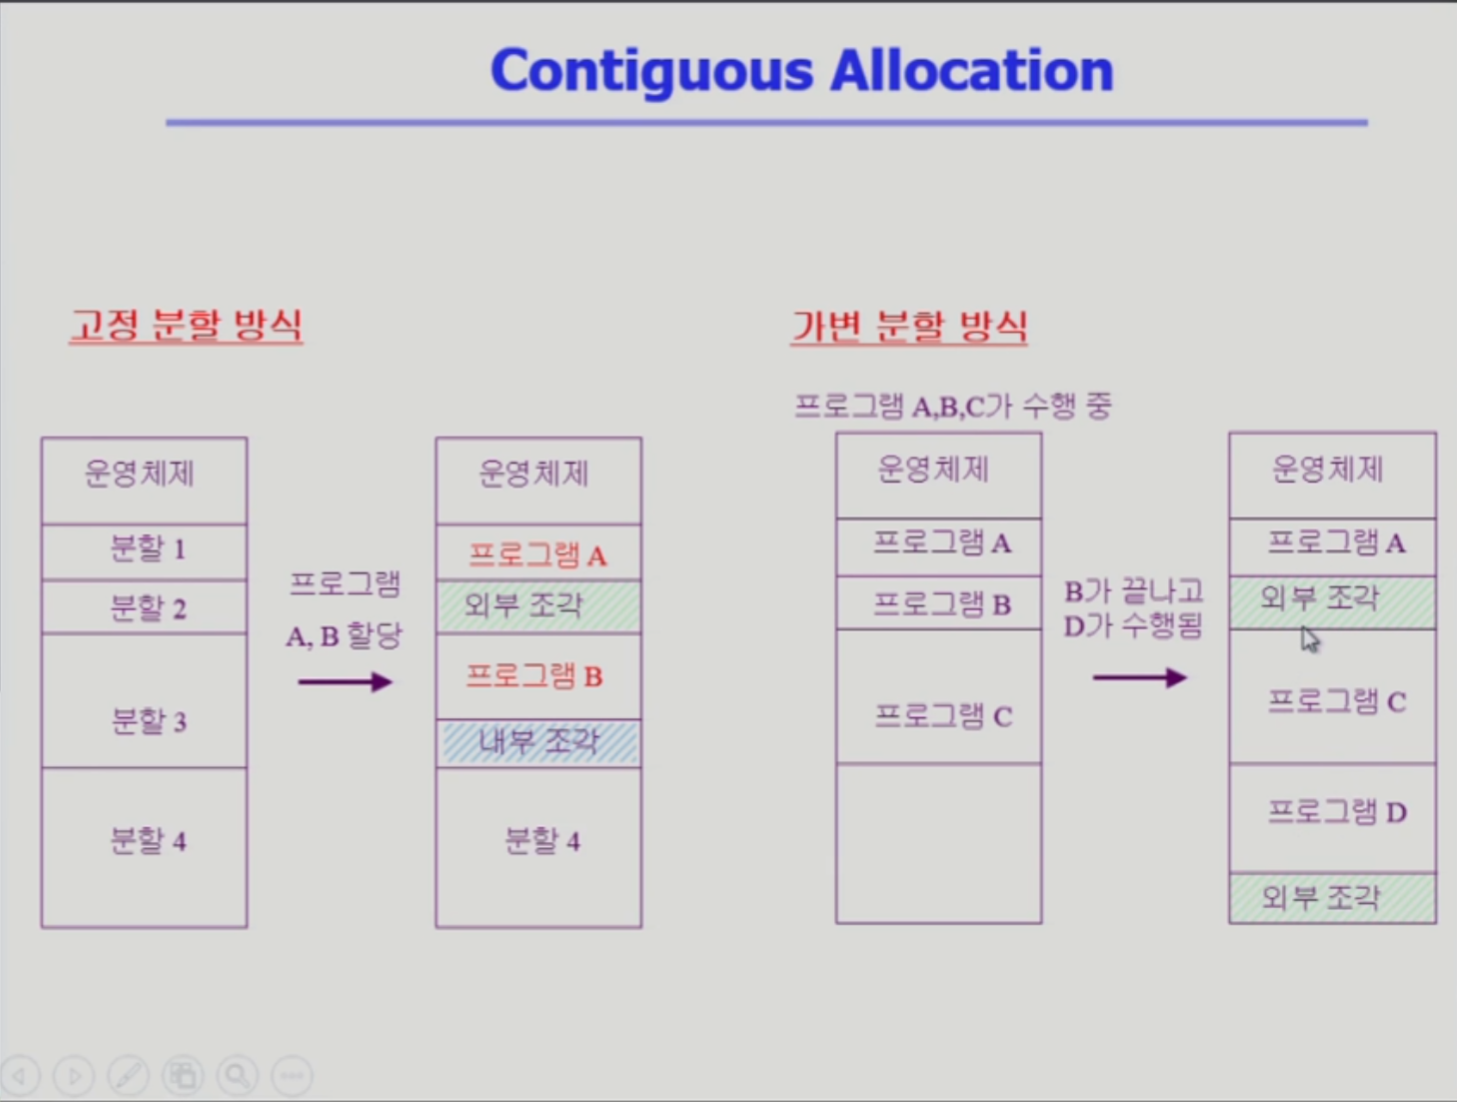 Contiguous Allocation
고정 분할 방식
운영체제
분할 1
분할 2
분할 3
분할 4
프로그램
A, B 할당
운영체제
프로그램 A
외부 조각
프로그램 B
내부 조각
분할 4
가변 분할 방식
프로그램 A,B,C가 수행 중
운영체제
프로그램 A
프로그램 B
프로그램 C
B가 끝나고
D가 수행됨
운영체제
프로그램 A
외부 조각
프로그램 C
프로그램 D
외부 조각